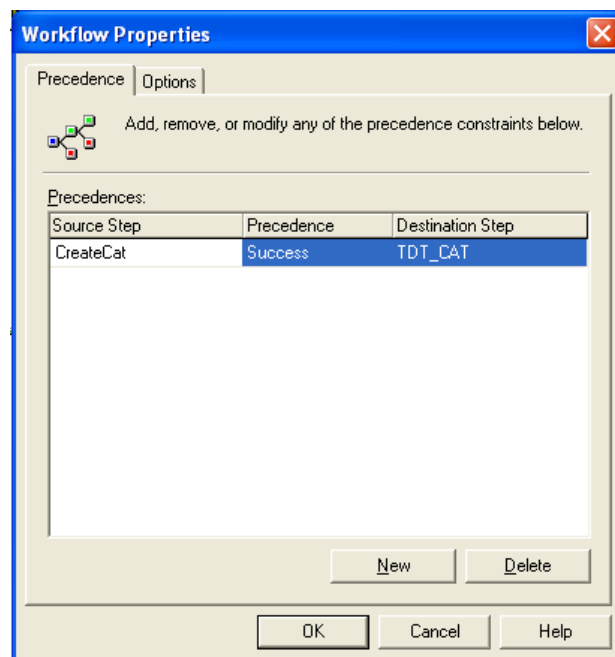 Workflow Properties
Precedence Options
Add, remove, or modify any of the precedence constraints below.
Precedences:
Source Step Precedence Destination Step
CreateCat Success TDT_CAT
New Delete
OK Cancel Help